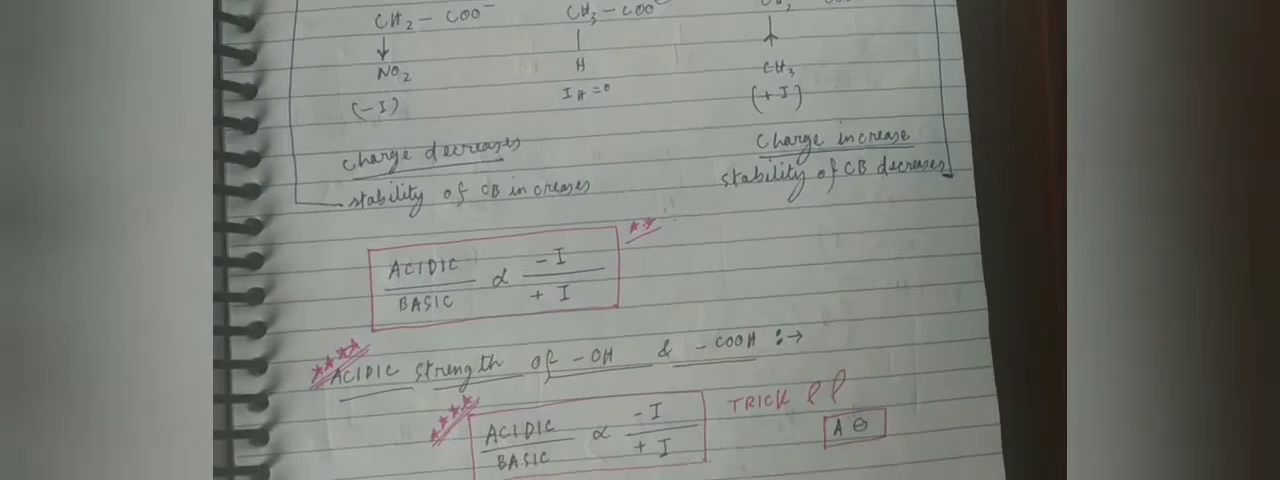 CH2 - COO⁻ CH3 - COO
↓ | ↑
NO2 H CH3
(-I) IH = 0 (+I)
charge decreases Charge increase
stability of CB increases stability of CB decreases
ACIDIC / BASIC ∝ -I / +I
ACIDIC strength of -OH & -COOH :→
ACIDIC / BASIC ∝ -I / +I TRICK
A ⊖